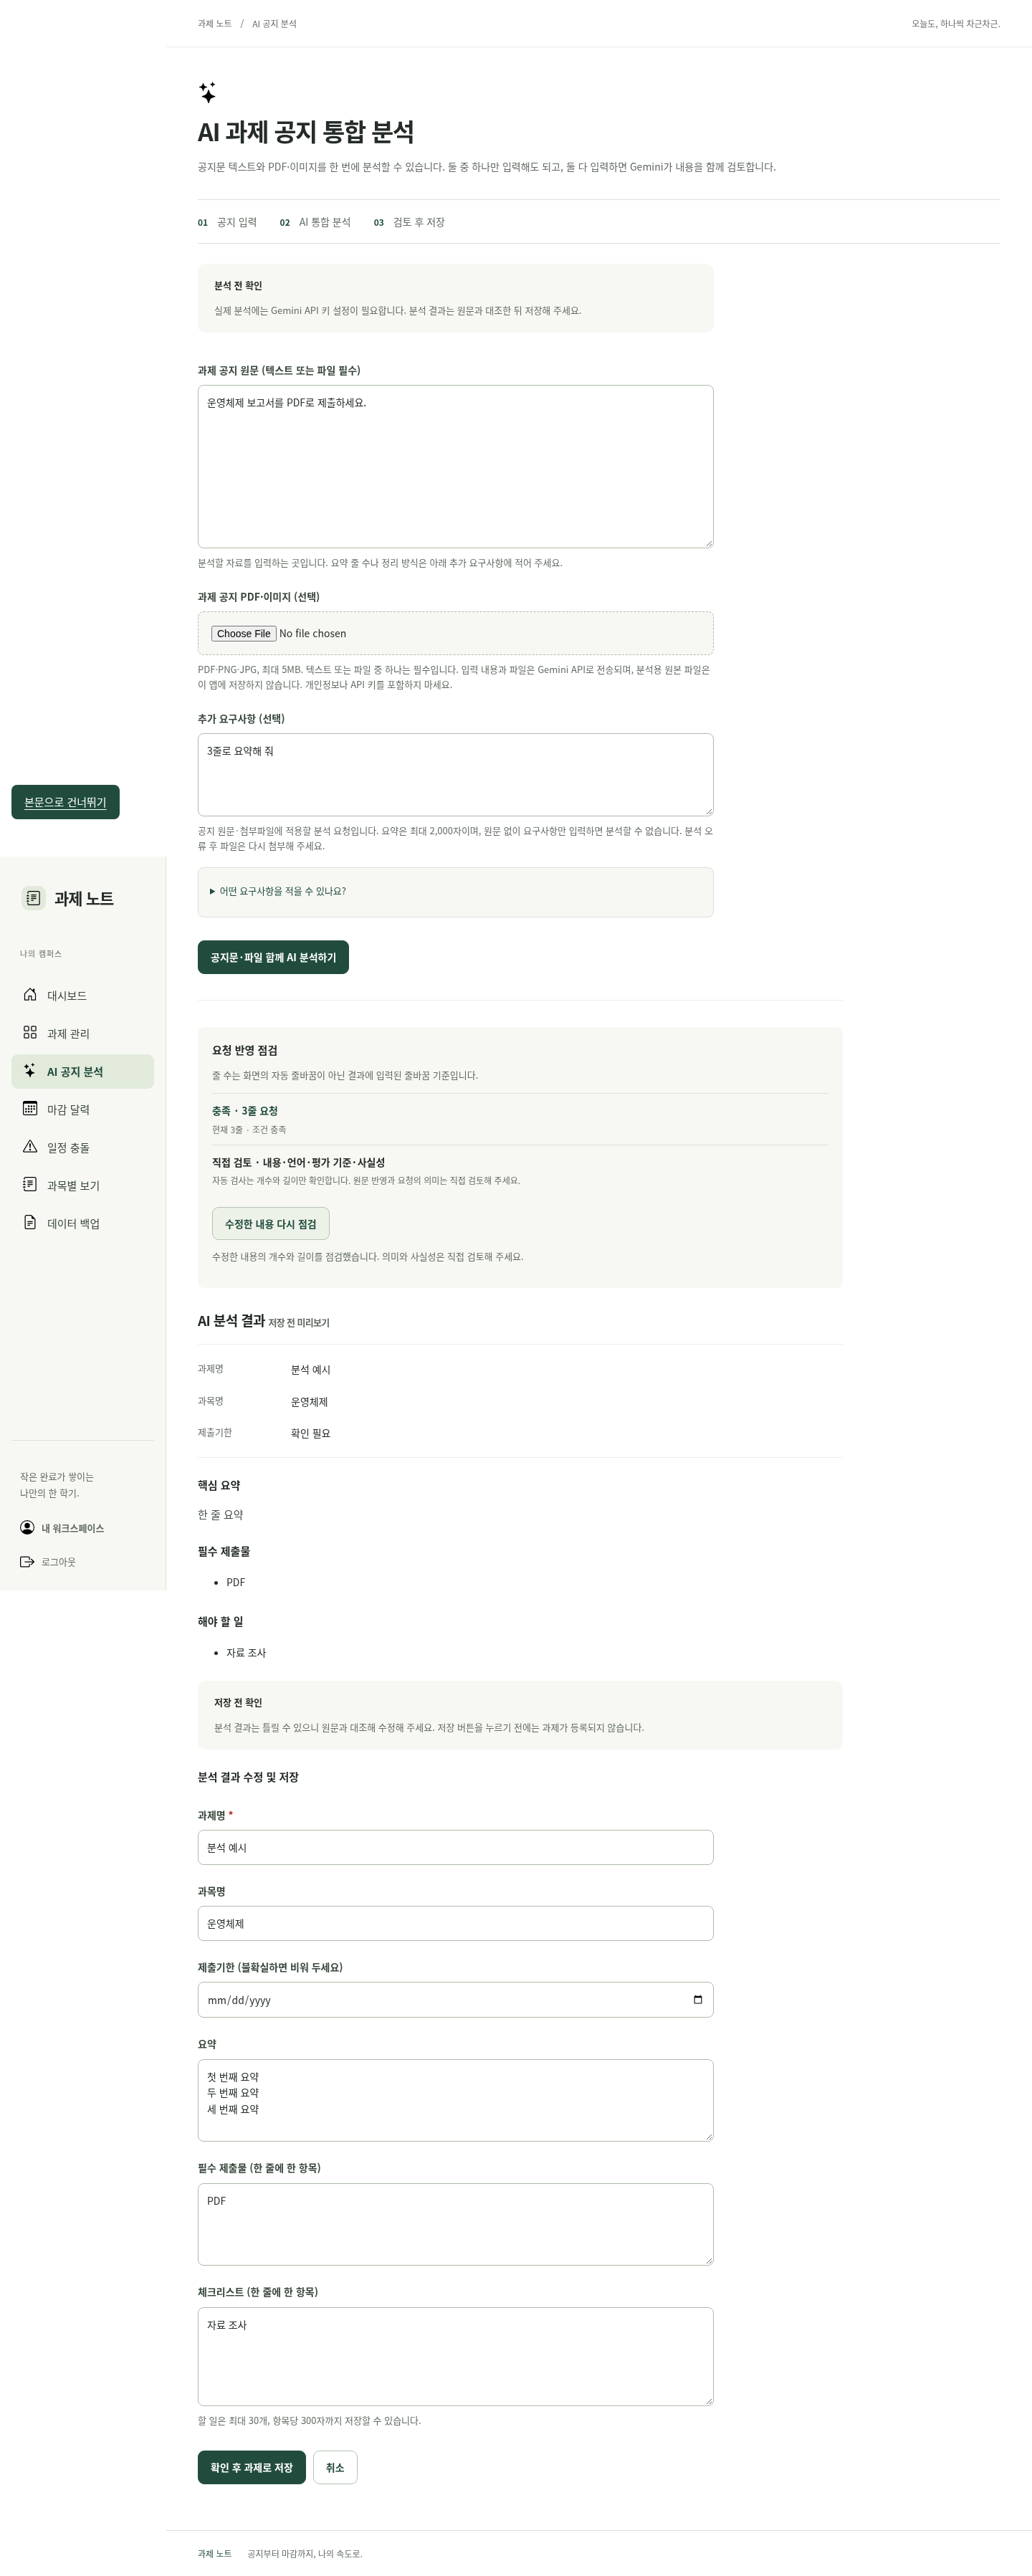 과제 노트 / AI 공지 분석
오늘도, 하나씩 차근차근.
AI 과제 공지 통합 분석
공지문 텍스트와 PDF·이미지를 한 번에 분석할 수 있습니다. 둘 중 하나만 입력해도 되고, 둘 다 입력하면 Gemini가 내용을 함께 검토합니다.
01 공지 입력 02 AI 통합 분석 03 검토 후 저장
분석 전 확인
실제 분석에는 Gemini API 키 설정이 필요합니다. 분석 결과는 원문과 대조한 뒤 저장해 주세요.
과제 공지 원문 (텍스트 또는 파일 필수)
운영체제 보고서를 PDF로 제출하세요.
분석할 자료를 입력하는 곳입니다. 요약 줄 수나 정리 방식은 아래 추가 요구사항에 적어 주세요.
과제 공지 PDF·이미지 (선택)
Choose File No file chosen
PDF·PNG·JPG, 최대 5MB. 텍스트 또는 파일 중 하나는 필수입니다. 입력 내용과 파일은 Gemini API로 전송되며, 분석용 원본 파일은
이 앱에 저장하지 않습니다. 개인정보나 API 키를 포함하지 마세요.
추가 요구사항 (선택)
3줄로 요약해 줘
공지 원문·첨부파일에 적용할 분석 요청입니다. 요약은 최대 2,000자이며, 원문 없이 요구사항만 입력하면 분석할 수 없습니다. 분석 오
류 후 파일은 다시 첨부해 주세요.
어떤 요구사항을 적을 수 있나요?
공지문·파일 함께 AI 분석하기
본문으로 건너뛰기
과제 노트
나의 캠퍼스
대시보드
과제 관리
AI 공지 분석
마감 달력
일정 충돌
과목별 보기
데이터 백업
작은 완료가 쌓이는
나만의 한 학기.
내 워크스페이스
로그아웃
요청 반영 점검
줄 수는 화면의 자동 줄바꿈이 아닌 결과에 입력된 줄바꿈 기준입니다.
충족 · 3줄 요청
현재 3줄 · 조건 충족
직접 검토 · 내용·언어·평가 기준·사실성
자동 검사는 개수와 길이만 확인합니다. 원문 반영과 요청의 의미는 직접 검토해 주세요.
수정한 내용 다시 점검
수정한 내용의 개수와 길이를 점검했습니다. 의미와 사실성은 직접 검토해 주세요.
AI 분석 결과 저장 전 미리보기
과제명 분석 예시
과목명 운영체제
제출기한 확인 필요
핵심 요약
한 줄 요약
필수 제출물
PDF
해야 할 일
자료 조사
저장 전 확인
분석 결과는 틀릴 수 있으니 원문과 대조해 수정해 주세요. 저장 버튼을 누르기 전에는 과제가 등록되지 않습니다.
분석 결과 수정 및 저장
과제명 *
분석 예시
과목명
운영체제
제출기한 (불확실하면 비워 두세요)
mm/dd/yyyy
요약
첫 번째 요약
두 번째 요약
세 번째 요약
필수 제출물 (한 줄에 한 항목)
PDF
체크리스트 (한 줄에 한 항목)
자료 조사
할 일은 최대 30개, 항목당 300자까지 저장할 수 있습니다.
확인 후 과제로 저장 취소
과제 노트 공지부터 마감까지, 나의 속도로.